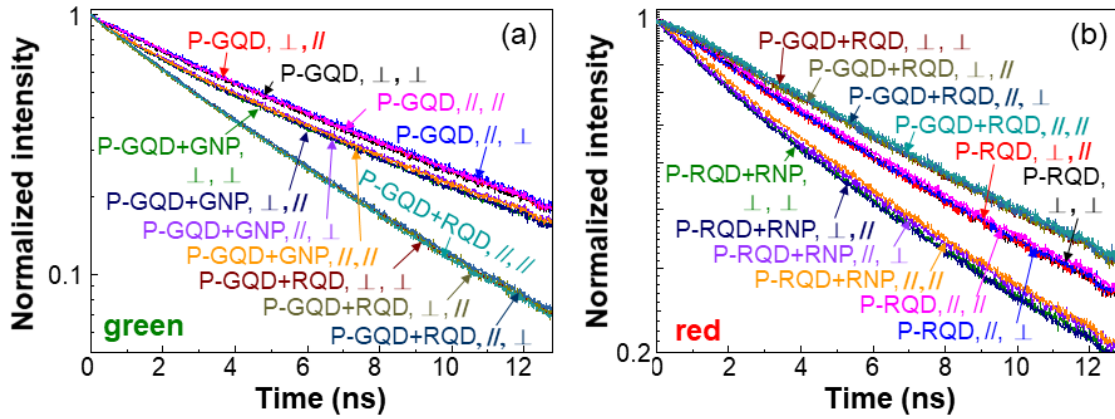 (a)
1
P-GQD, ⊥, //
P-GQD, ⊥, ⊥
P-GQD, //, //
P-GQD, //, ⊥
P-GQD+GNP,
⊥, ⊥
P-GQD+GNP, ⊥, //
P-GQD+GNP, //, ⊥
P-GQD+GNP, //, //
P-GQD+RQD, ⊥, ⊥
P-GQD+RQD, ⊥, //
P-GQD+RQD, //, ⊥
P-GQD+RQD, //, //
0.1
green
Normalized intensity
0 2 4 6 8 10 12
Time (ns)
(b)
P-GQD+RQD, ⊥, ⊥
P-GQD+RQD, ⊥, //
P-GQD+RQD, //, ⊥
P-GQD+RQD, //, //
P-RQD, ⊥, //
P-RQD,
⊥, ⊥
P-RQD+RNP,
⊥, ⊥
P-RQD+RNP, ⊥, //
P-RQD+RNP, //, ⊥
P-RQD+RNP, //, //
P-RQD, //, //
P-RQD, //, ⊥
0.2
red
Normalized intensity
0 2 4 6 8 10 12
Time (ns)